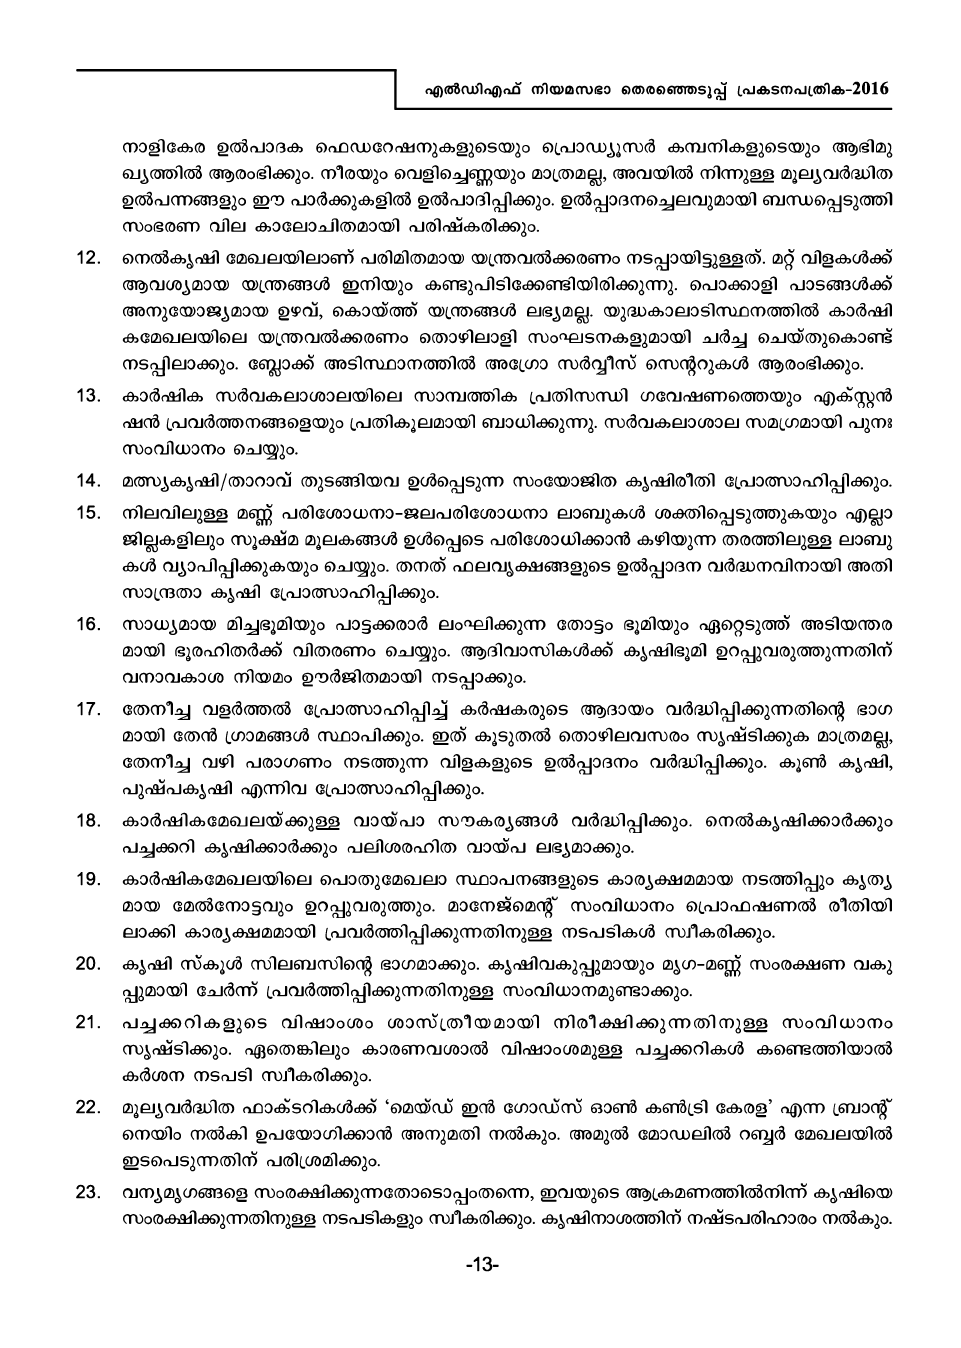 എൽഡിഎഫ് നിയമസഭാ തെരഞ്ഞെടുപ്പ് പ്രകടനപത്രിക-2016
നാളികേര ഉൽപാദക ഫെഡറേഷനുകളുടെയും പ്രൊഡ്യൂസർ കമ്പനികളുടെയും ആഭിമു
ഖ്യത്തിൽ ആരംഭിക്കും. നീരയും വെളിച്ചെണ്ണയും മാത്രമല്ല, അവയിൽ നിന്നുള്ള മൂല്യവർദ്ധിത
ഉൽപന്നങ്ങളും ഈ പാർക്കുകളിൽ ഉൽപാദിപ്പിക്കും. ഉൽപ്പാദനച്ചെലവുമായി ബന്ധപ്പെടുത്തി
സംഭരണ വില കാലോചിതമായി പരിഷ്കരിക്കും.
12. നെൽകൃഷി മേഖലയിലാണ് പരിമിതമായ യന്ത്രവൽക്കരണം നടപ്പായിട്ടുള്ളത്. മറ്റ് വിളകൾക്ക്
ആവശ്യമായ യന്ത്രങ്ങൾ ഇനിയും കണ്ടുപിടിക്കേണ്ടിയിരിക്കുന്നു. പൊക്കാളി പാടങ്ങൾക്ക്
അനുയോജ്യമായ ഉഴവ്, കൊയ്ത്ത് യന്ത്രങ്ങൾ ലഭ്യമല്ല. യുദ്ധകാലാടിസ്ഥാനത്തിൽ കാർഷി
കമേഖലയിലെ യന്ത്രവൽക്കരണം തൊഴിലാളി സംഘടനകളുമായി ചർച്ച ചെയ്തുകൊണ്ട്
നടപ്പിലാക്കും. ബ്ലോക്ക് അടിസ്ഥാനത്തിൽ അഗ്രോ സർവ്വീസ് സെന്ററുകൾ ആരംഭിക്കും.
13. കാർഷിക സർവകലാശാലയിലെ സാമ്പത്തിക പ്രതിസന്ധി ഗവേഷണത്തെയും എക്സ്റ്റൻ
ഷൻ പ്രവർത്തനങ്ങളെയും പ്രതികൂലമായി ബാധിക്കുന്നു. സർവകലാശാല സമഗ്രമായി പുനഃ
സംവിധാനം ചെയ്യും.
14. മത്സ്യകൃഷി/താറാവ് തുടങ്ങിയവ ഉൾപ്പെടുന്ന സംയോജിത കൃഷിരീതി പ്രോത്സാഹിപ്പിക്കും.
15. നിലവിലുള്ള മണ്ണ് പരിശോധനാ-ജലപരിശോധനാ ലാബുകൾ ശക്തിപ്പെടുത്തുകയും എല്ലാ
ജില്ലകളിലും സൂക്ഷ്മ മൂലകങ്ങൾ ഉൾപ്പെടെ പരിശോധിക്കാൻ കഴിയുന്ന തരത്തിലുള്ള ലാബു
കൾ വ്യാപിപ്പിക്കുകയും ചെയ്യും. തനത് ഫലവൃക്ഷങ്ങളുടെ ഉൽപ്പാദന വർദ്ധനവിനായി അതി
സാന്ദ്രതാ കൃഷി പ്രോത്സാഹിപ്പിക്കും.
16. സാധ്യമായ മിച്ചഭൂമിയും പാട്ടക്കരാർ ലംഘിക്കുന്ന തോട്ടം ഭൂമിയും ഏറ്റെടുത്ത് അടിയന്തര
മായി ഭൂരഹിതർക്ക് വിതരണം ചെയ്യും. ആദിവാസികൾക്ക് കൃഷിഭൂമി ഉറപ്പുവരുത്തുന്നതിന്
വനാവകാശ നിയമം ഊർജിതമായി നടപ്പാക്കും.
17. തേനീച്ച വളർത്തൽ പ്രോത്സാഹിപ്പിച്ച് കർഷകരുടെ ആദായം വർദ്ധിപ്പിക്കുന്നതിന്റെ ഭാഗ
മായി തേൻ ഗ്രാമങ്ങൾ സ്ഥാപിക്കും. ഇത് കൂടുതൽ തൊഴിലവസരം സൃഷ്ടിക്കുക മാത്രമല്ല,
തേനീച്ച വഴി പരാഗണം നടത്തുന്ന വിളകളുടെ ഉൽപ്പാദനം വർദ്ധിപ്പിക്കും. കൂൺ കൃഷി,
പുഷ്പകൃഷി എന്നിവ പ്രോത്സാഹിപ്പിക്കും.
18. കാർഷികമേഖലയ്ക്കുള്ള വായ്പാ സൗകര്യങ്ങൾ വർദ്ധിപ്പിക്കും. നെൽകൃഷിക്കാർക്കും
പച്ചക്കറി കൃഷിക്കാർക്കും പലിശരഹിത വായ്പ ലഭ്യമാക്കും.
19. കാർഷികമേഖലയിലെ പൊതുമേഖലാ സ്ഥാപനങ്ങളുടെ കാര്യക്ഷമമായ നടത്തിപ്പും കൃത്യ
മായ മേൽനോട്ടവും ഉറപ്പുവരുത്തും. മാനേജ്മെന്റ് സംവിധാനം പ്രൊഫഷണൽ രീതിയി
ലാക്കി കാര്യക്ഷമമായി പ്രവർത്തിപ്പിക്കുന്നതിനുള്ള നടപടികൾ സ്വീകരിക്കും.
20. കൃഷി സ്കൂൾ സിലബസിന്റെ ഭാഗമാക്കും. കൃഷിവകുപ്പുമായും മൃഗ-മണ്ണ് സംരക്ഷണ വകു
പ്പുമായി ചേർന്ന് പ്രവർത്തിപ്പിക്കുന്നതിനുള്ള സംവിധാനമുണ്ടാക്കും.
21. പച്ചക്കറികളുടെ വിഷാംശം ശാസ്ത്രീയമായി നിരീക്ഷിക്കുന്നതിനുള്ള സംവിധാനം
സൃഷ്ടിക്കും. ഏതെങ്കിലും കാരണവശാൽ വിഷാംശമുള്ള പച്ചക്കറികൾ കണ്ടെത്തിയാൽ
കർശന നടപടി സ്വീകരിക്കും.
22. മൂല്യവർദ്ധിത ഫാക്ടറികൾക്ക് ‘മെയ്ഡ് ഇൻ ഗോഡ്സ് ഓൺ കൺട്രി കേരള’ എന്ന ബ്രാന്റ്
നെയിം നൽകി ഉപയോഗിക്കാൻ അനുമതി നൽകും. അമുൽ മോഡലിൽ റബ്ബർ മേഖലയിൽ
ഇടപെടുന്നതിന് പരിശ്രമിക്കും.
23. വന്യമൃഗങ്ങളെ സംരക്ഷിക്കുന്നതോടൊപ്പംതന്നെ, ഇവയുടെ ആക്രമണത്തിൽനിന്ന് കൃഷിയെ
സംരക്ഷിക്കുന്നതിനുള്ള നടപടികളും സ്വീകരിക്കും. കൃഷിനാശത്തിന് നഷ്ടപരിഹാരം നൽകും.
-13-